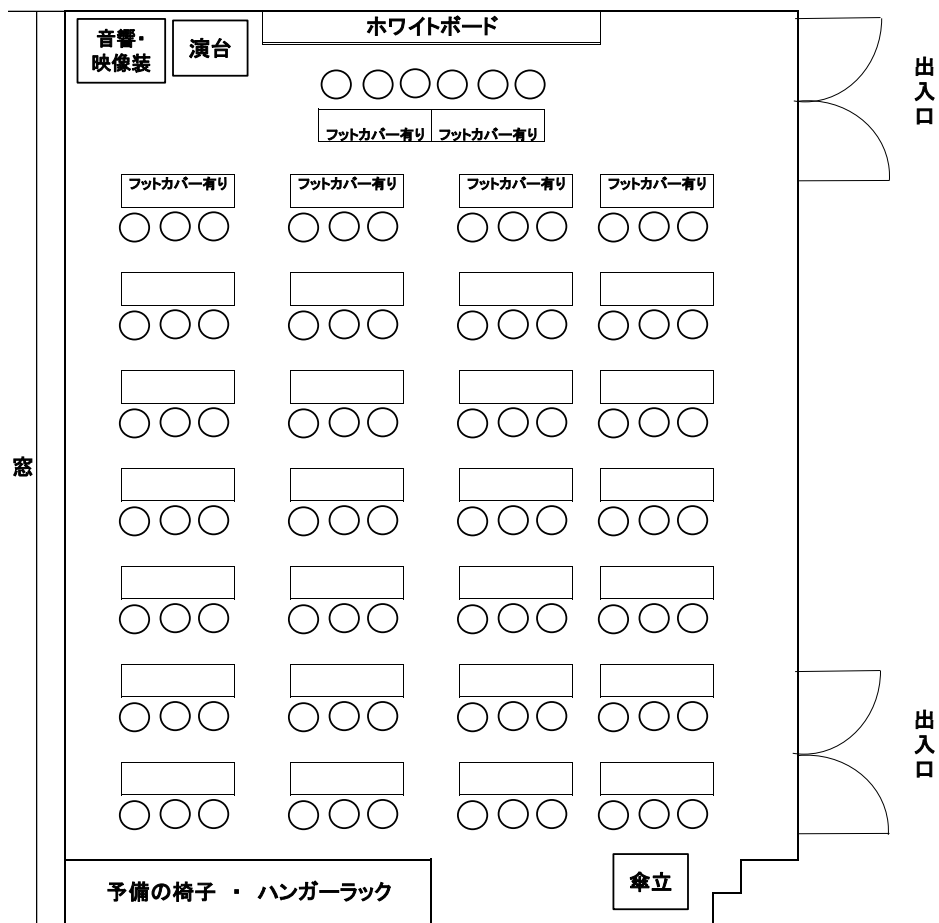 ホワイトボード
音響・
映像装
演台
出入口
フットカバー有り
フットカバー有り
フットカバー有り
フットカバー有り
フットカバー有り
フットカバー有り
窓
出入口
予備の椅子 ・ ハンガーラック
傘立